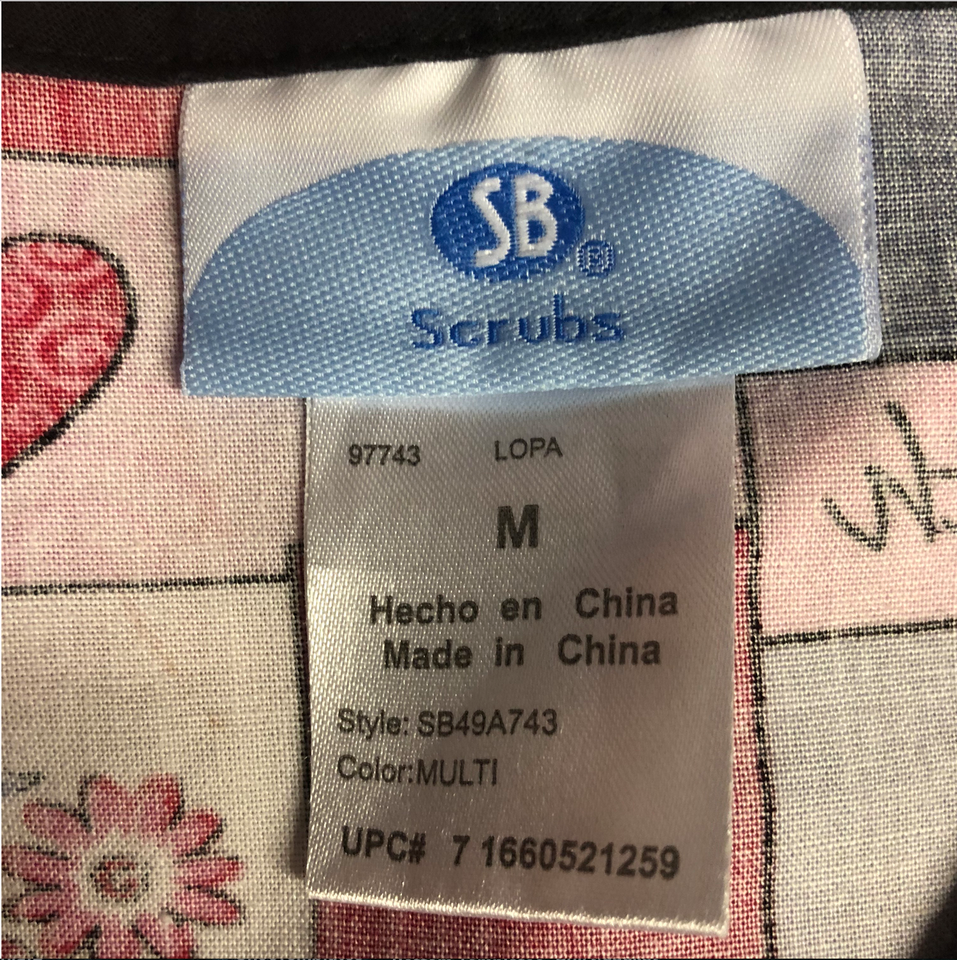 SB®
Scrubs
97743 LOPA
M
Hecho en China
Made in China
Style: SB49A743
Color:MULTI
UPC# 7 1660521259